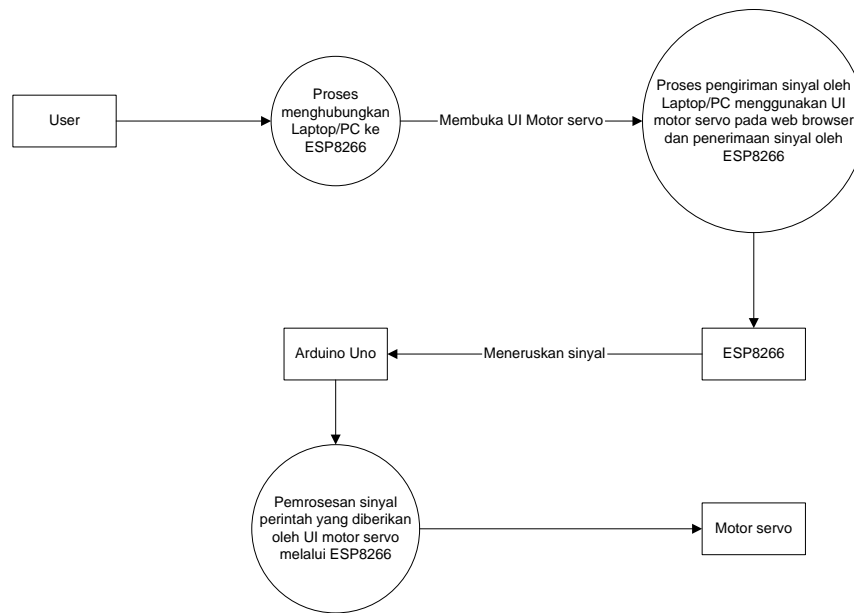 User
Proses
menghubungkan
Laptop/PC ke
ESP8266
Membuka UI Motor servo
Proses pengiriman sinyal oleh
Laptop/PC menggunakan UI
motor servo pada web browser
dan penerimaan sinyal oleh
ESP8266
Arduino Uno
Meneruskan sinyal
ESP8266
Pemrosesan sinyal
perintah yang diberikan
oleh UI motor servo
melalui ESP8266
Motor servo